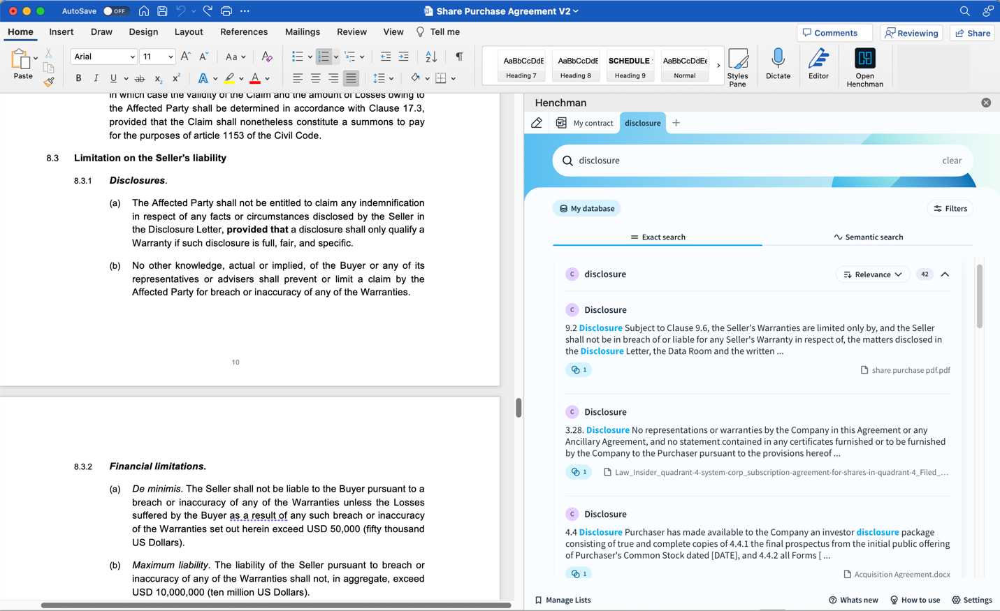 AutoSave OFF
Share Purchase Agreement V2
Home Insert Draw Design Layout References Mailings Review View Tell me
Comments Reviewing Share
Paste
Arial 11
A A Aa A
B I U ab x2 x2 A A
AaBbCcDdE AaBbCcDdE SCHEDULE AaBbCcDdEe
Heading 7 Heading 8 Heading 9 Normal
Styles Pane
Dictate
Editor
Open Henchman
in which case the validity of the Claim and the amount of Losses owing to
the Affected Party shall be determined in accordance with Clause 17.3,
provided that the Claim shall nonetheless constitute a summons to pay
for the purposes of article 1153 of the Civil Code.
8.3 Limitation on the Seller's liability
8.3.1 Disclosures.
(a) The Affected Party shall not be entitled to claim any indemnification
in respect of any facts or circumstances disclosed by the Seller in
the Disclosure Letter, provided that a disclosure shall only qualify a
Warranty if such disclosure is full, fair, and specific.
(b) No other knowledge, actual or implied, of the Buyer or any of its
representatives or advisers shall prevent or limit a claim by the
Affected Party for breach or inaccuracy of any of the Warranties.
10
8.3.2 Financial limitations.
(a) De minimis. The Seller shall not be liable to the Buyer pursuant to a
breach or inaccuracy of any of the Warranties unless the Losses
suffered by the Buyer as a result of any such breach or inaccuracy
of the Warranties set out herein exceed USD 50,000 (fifty thousand
US Dollars).
(b) Maximum liability. The liability of the Seller pursuant to breach or
inaccuracy of any of the Warranties shall not, in aggregate, exceed
USD 10,000,000 (ten million US Dollars).
Henchman
My contract disclosure +
disclosure clear
My database Filters
Exact search Semantic search
C disclosure Relevance 42
C Disclosure
9.2 Disclosure Subject to Clause 9.6, the Seller's Warranties are limited only by, and the Seller
shall not be in breach of or liable for any Seller's Warranty in respect of, the matters disclosed in
the Disclosure Letter, the Data Room and the written ...
1 share purchase pdf.pdf
C Disclosure
3.28. Disclosure No representations or warranties by the Company in this Agreement or any
Ancillary Agreement, and no statement contained in any certificates furnished or to be furnished
by the Company to the Purchaser pursuant to the provisions hereof ...
1 Law_Insider_quadrant-4-system-corp_subscription-agreement-for-shares-in-quadrant-4_Filed_...
C Disclosure
4.4 Disclosure Purchaser has made available to the Company an investor disclosure package
consisting of true and complete copies of 4.4.1 the final prospectus from the initial public offering
of Purchaser's Common Stock dated [DATE], and 4.4.2 all Forms [ ...
1 Acquisition Agreement.docx
Manage Lists Whats new How to use Settings